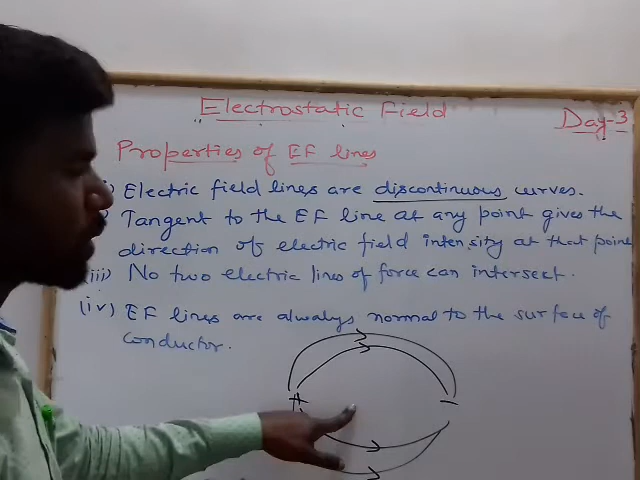 Electrostatic Field
Day-3
Properties of EF lines
i) Electric field lines are discontinuous curves.
Tangent to the EF line at any point gives the
direction of electric field intensity at that point
(iii) No two electric lines of force can intersect.
(iv) EF lines are always normal to the surface of
conductor.
+ -